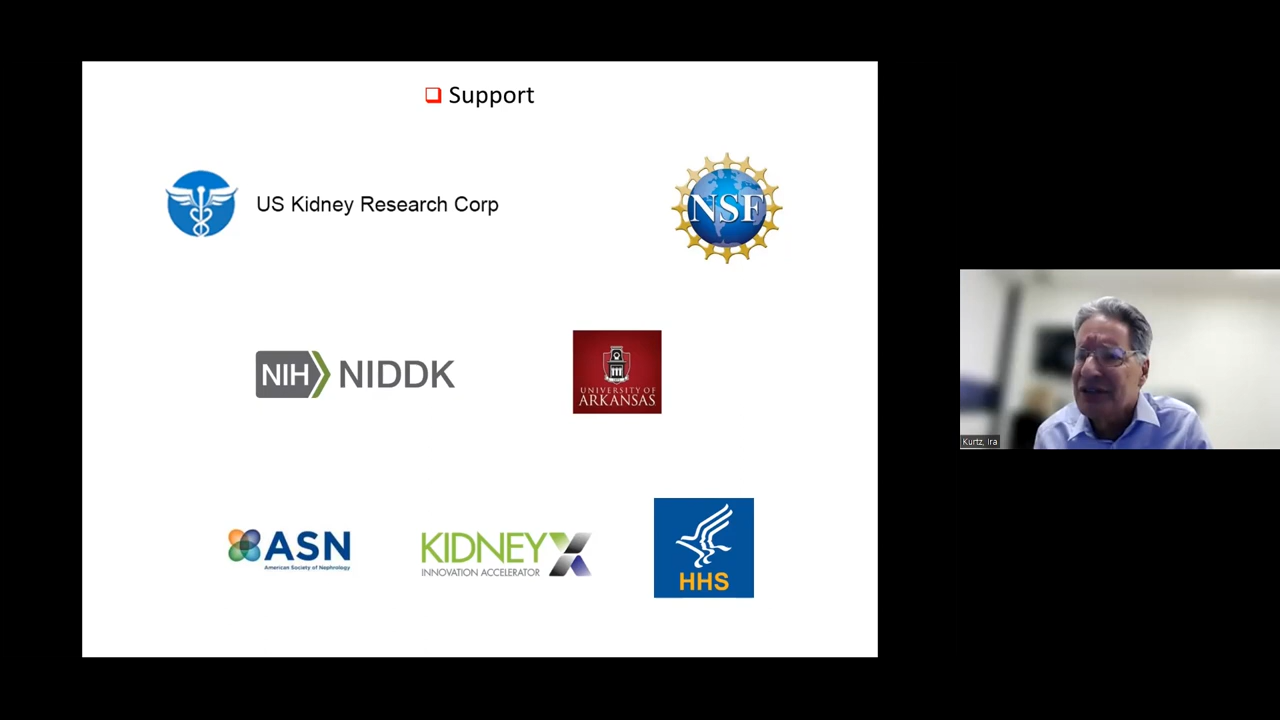 Support
US Kidney Research Corp
NSF
NIH NIDDK
UNIVERSITY OF
ARKANSAS
ASN
American Society of Nephrology
KIDNEYX
INNOVATION ACCELERATOR
HHS
Kurtz, Ira